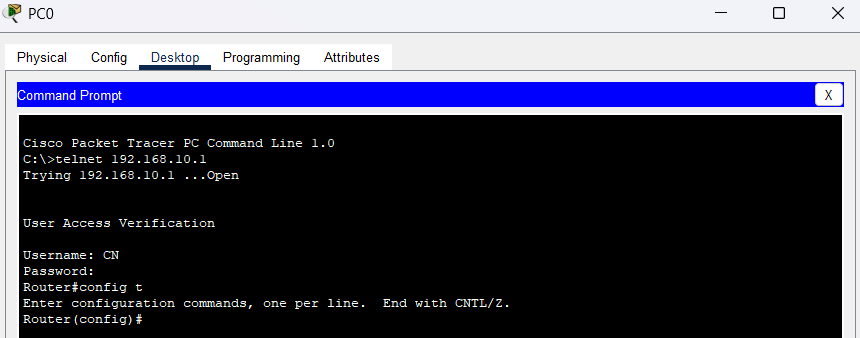 PC0
Physical Config Desktop Programming Attributes
Command Prompt X
Cisco Packet Tracer PC Command Line 1.0
C:\>telnet 192.168.10.1
Trying 192.168.10.1 ...Open
User Access Verification
Username: CN
Password:
Router#config t
Enter configuration commands, one per line.  End with CNTL/Z.
Router(config)#